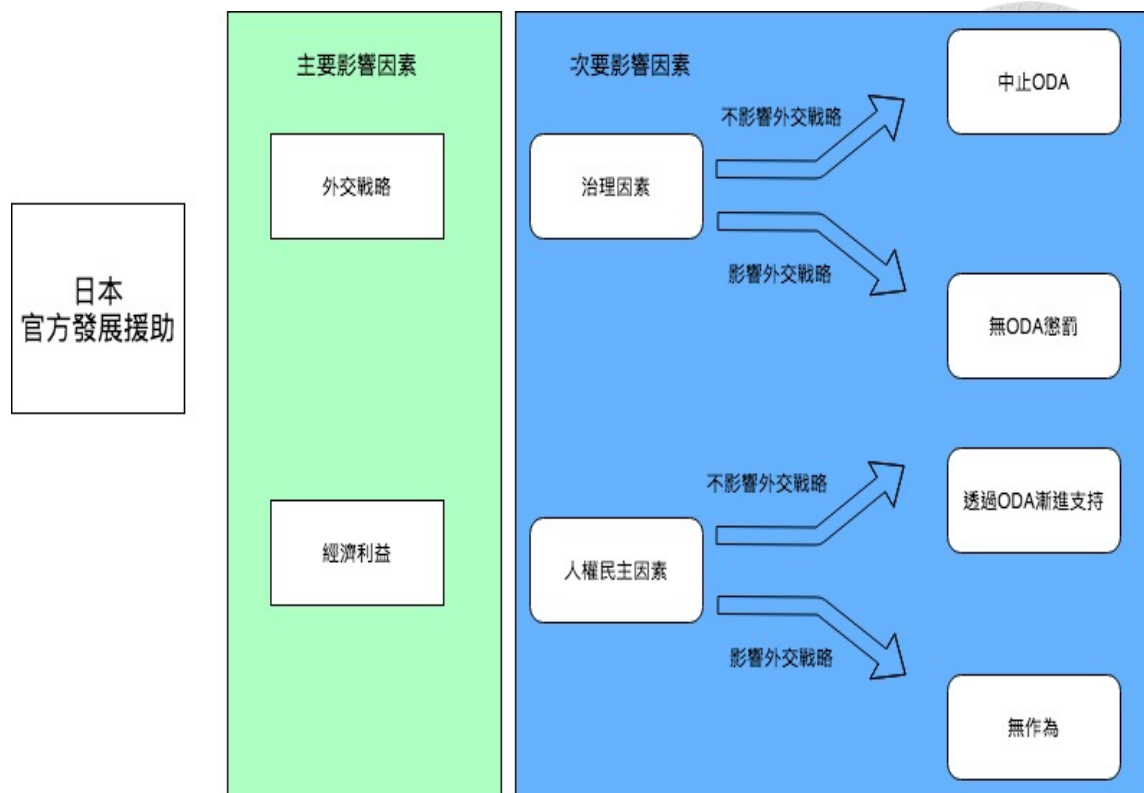 日本
官方發展援助
主要影響因素
外交戰略
經濟利益
次要影響因素
治理因素
不影響外交戰略
中止ODA
影響外交戰略
無ODA懲罰
人權民主因素
不影響外交戰略
透過ODA漸進支持
影響外交戰略
無作為